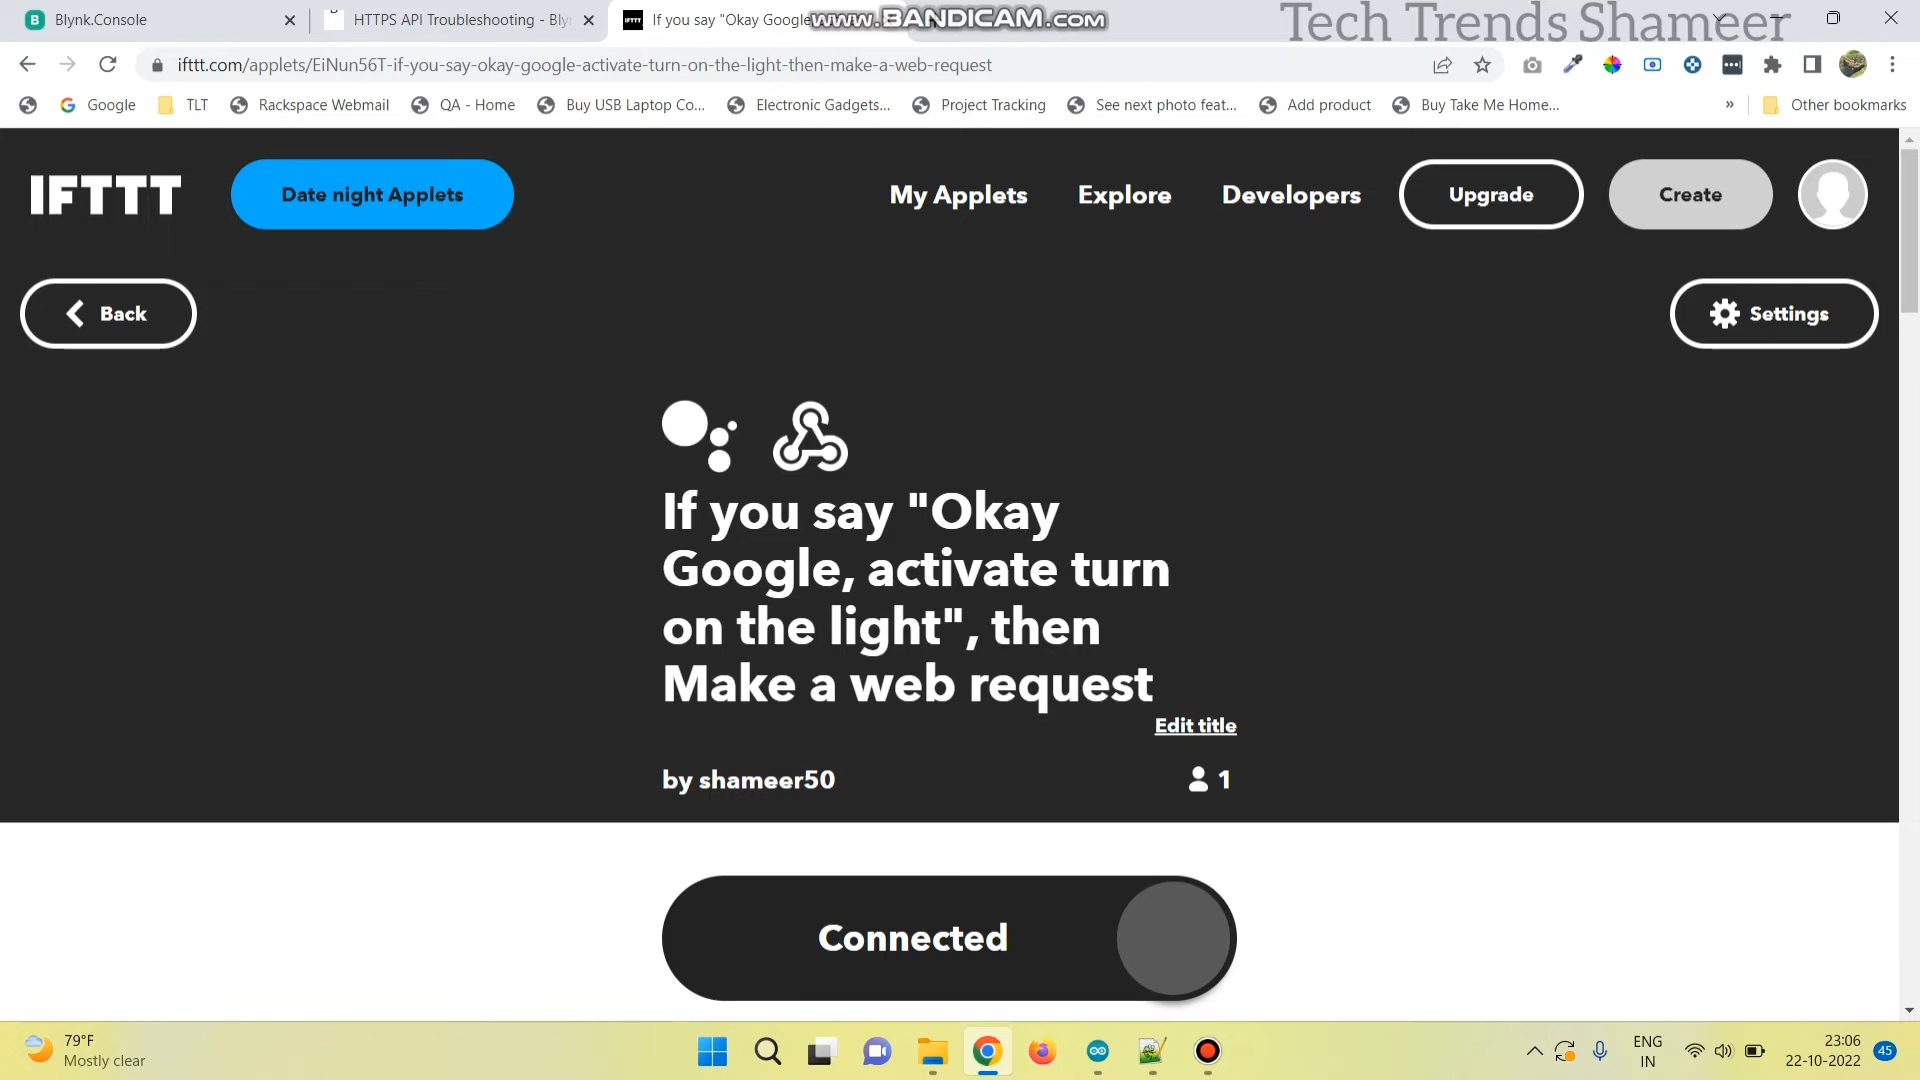 Blynk.Console
HTTPS API Troubleshooting - Bly
If you say "Okay Google
www.BANDICAM.com
Tech Trends Shameer
ifttt.com/applets/EiNun56T-if-you-say-okay-google-activate-turn-on-the-light-then-make-a-web-request
Google
TLT
Rackspace Webmail
QA - Home
Buy USB Laptop Co...
Electronic Gadgets...
Project Tracking
See next photo feat...
Add product
Buy Take Me Home...
»
Other bookmarks
IFTTT
Date night Applets
My Applets
Explore
Developers
Upgrade
Create
Back
Settings
If you say "Okay
Google, activate turn
on the light", then
Make a web request
Edit title
by shameer50
1
Connected
79°F
Mostly clear
ENG
IN
23:06
22-10-2022
45